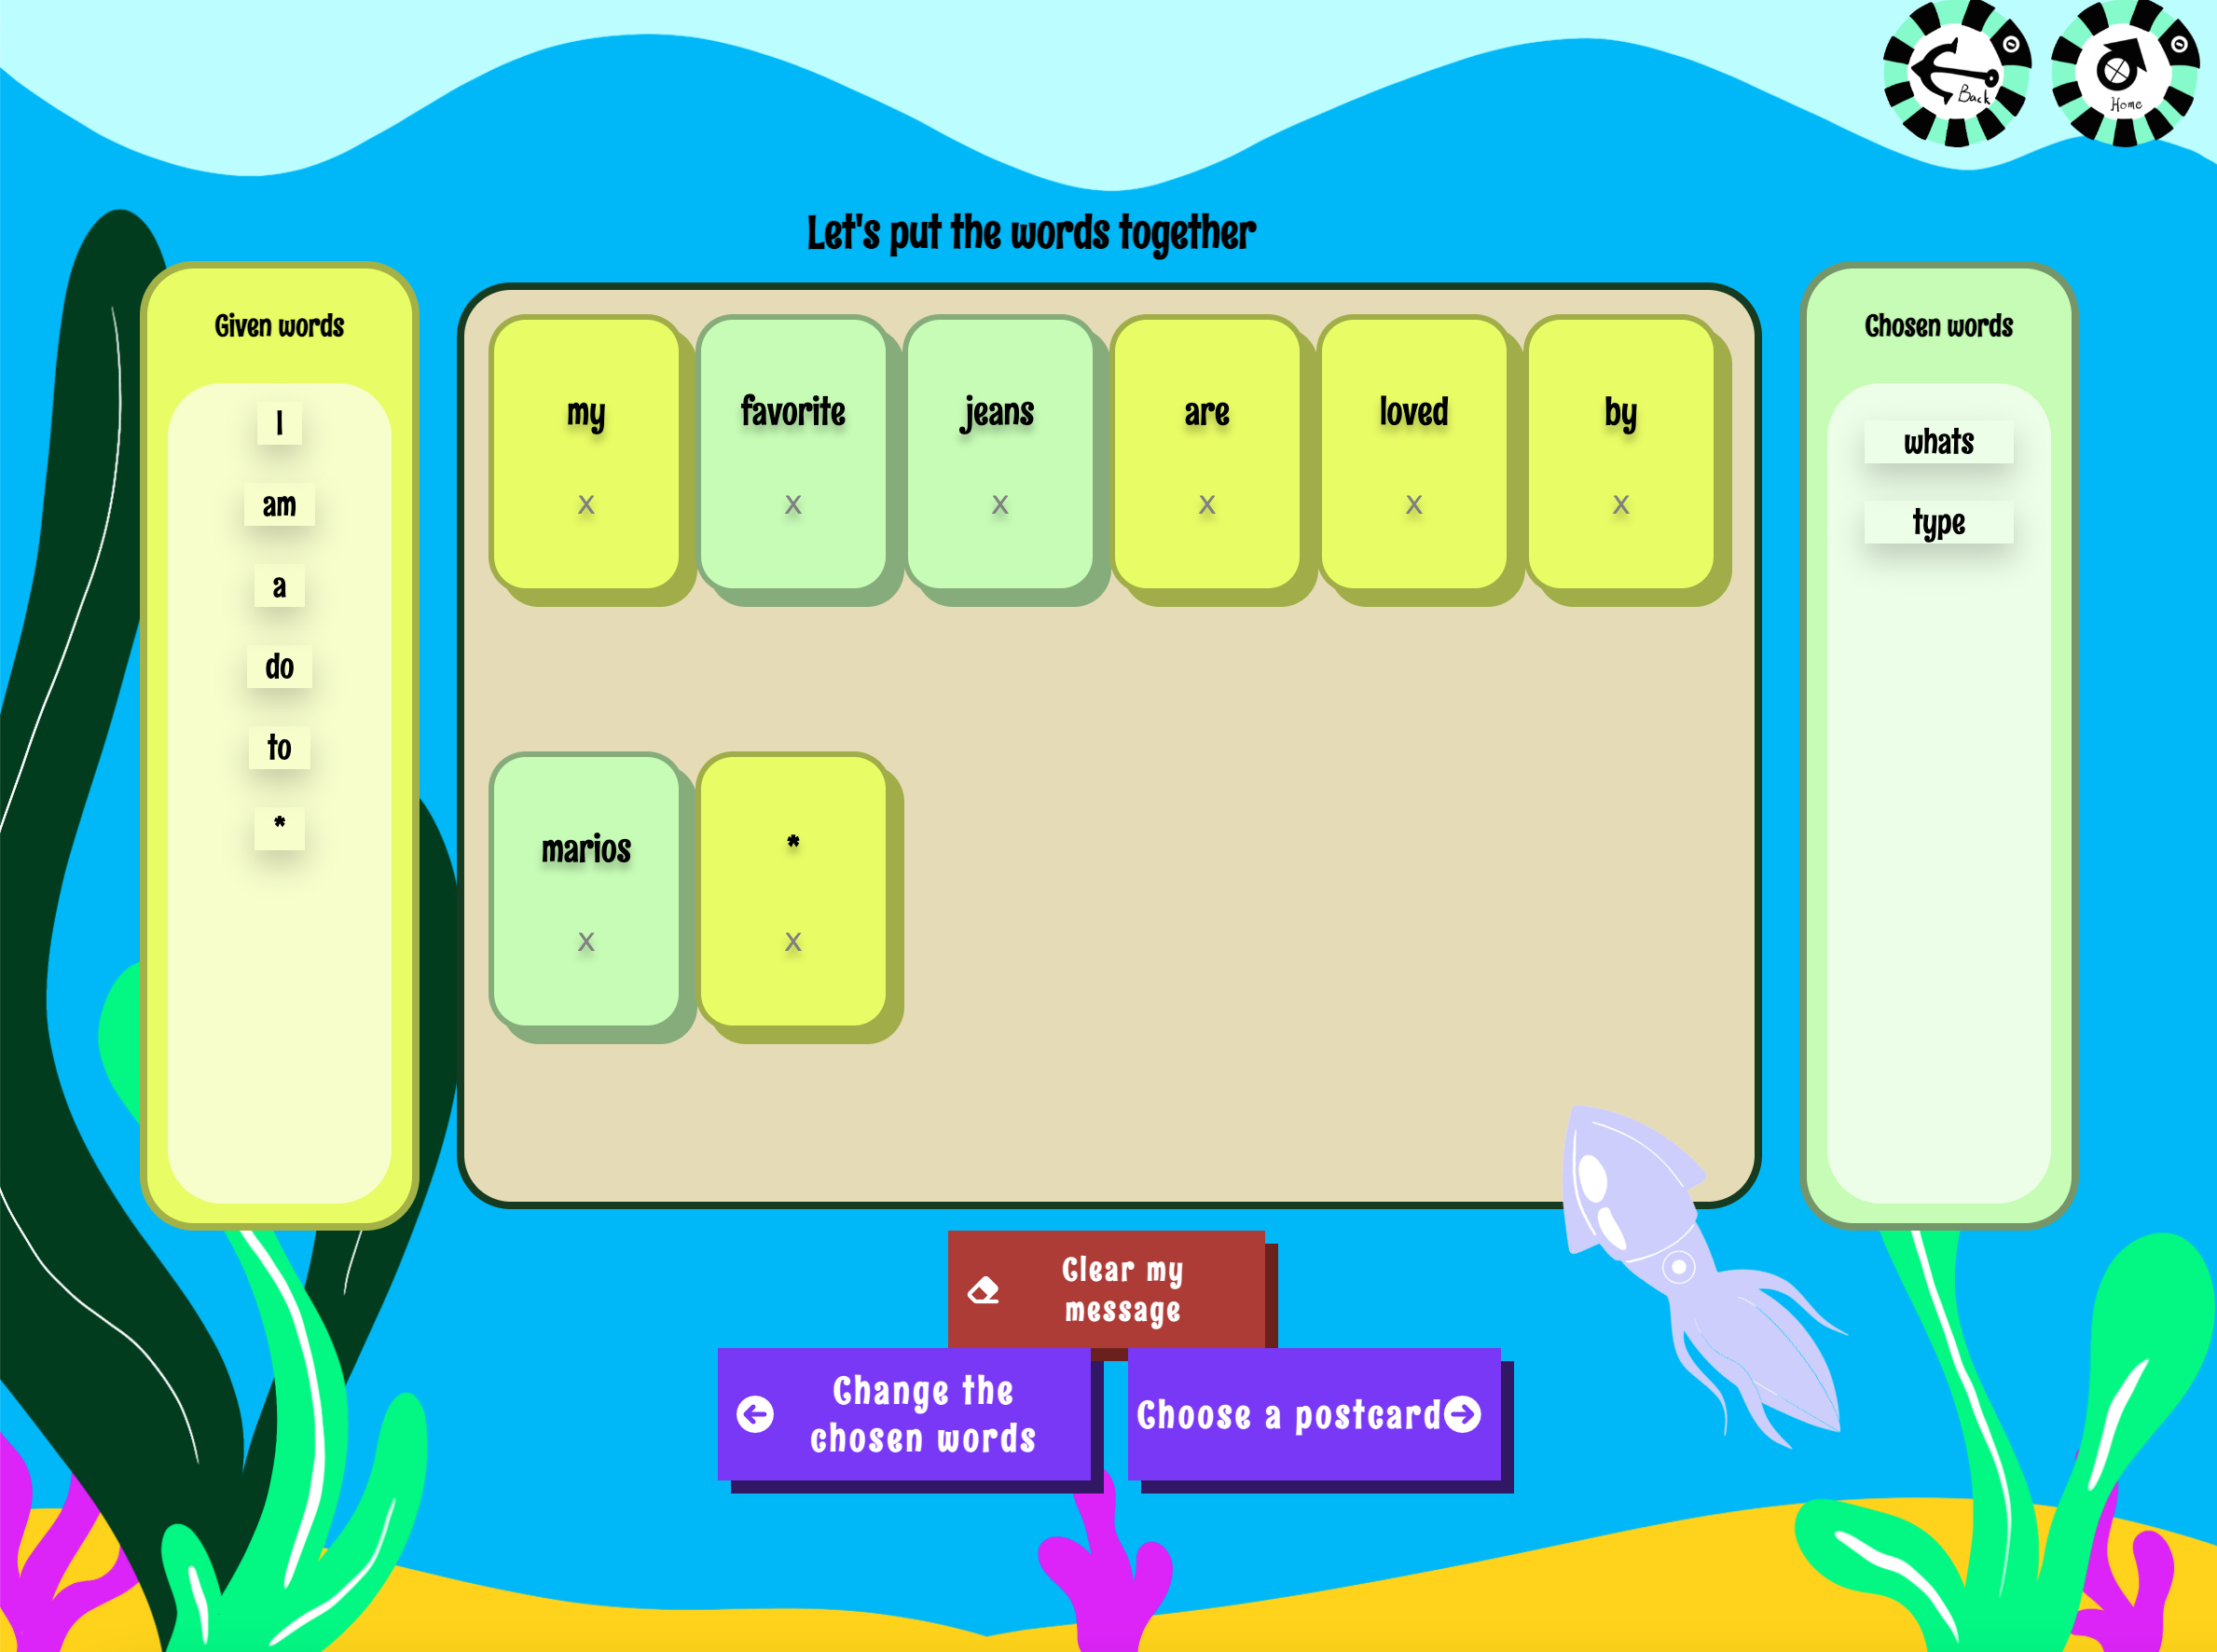 Back
Home
Let's put the words together
Given words
I
am
a
do
to
*
my favorite jeans are loved by
x x x x x x
marios *
x x
Chosen words
whats
type
Clear my
message
Change the
chosen words
Choose a postcard